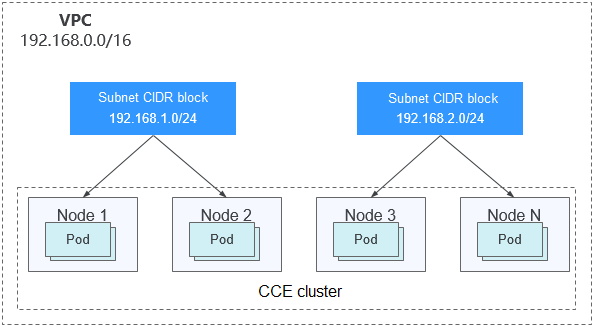 VPC
192.168.0.0/16
Subnet CIDR block
192.168.1.0/24
Subnet CIDR block
192.168.2.0/24
Node 1
Pod
Node 2
Pod
Node 3
Pod
Node N
Pod
CCE cluster